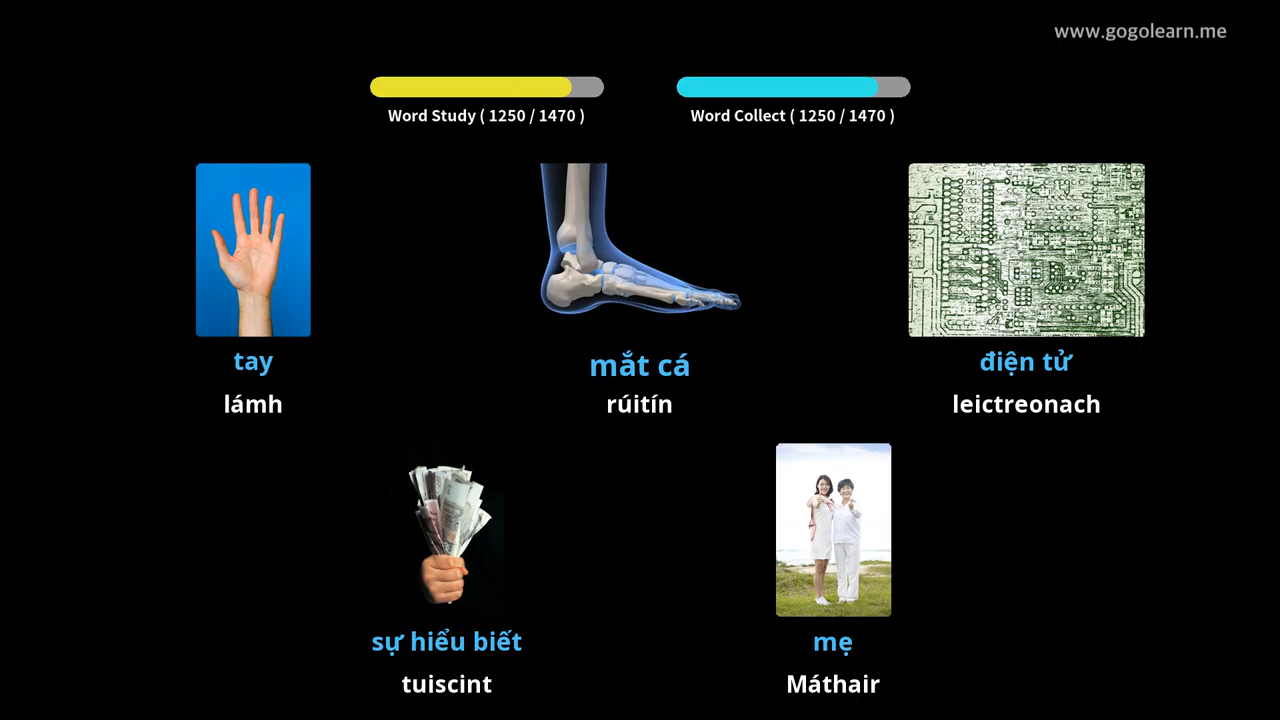 www.gogolearn.me
Word Study ( 1250 / 1470 )
Word Collect ( 1250 / 1470 )
tay
mắt cá
điện tử
lámh
rúitín
leictreonach
sự hiểu biết
mẹ
tuiscint
Máthair